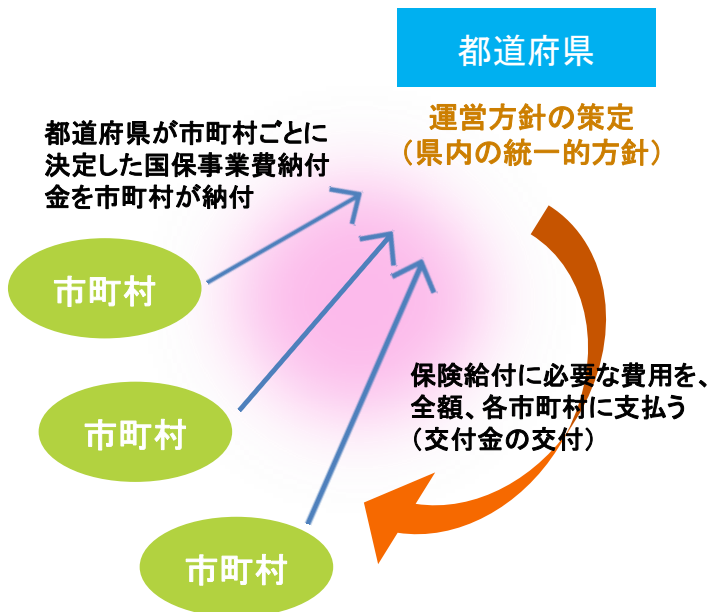 都道府県
運営方針の策定
（県内の統一的方針）
都道府県が市町村ごとに
決定した国保事業費納付
金を市町村が納付
市町村
市町村
市町村
保険給付に必要な費用を、
全額、各市町村に支払う
（交付金の交付）